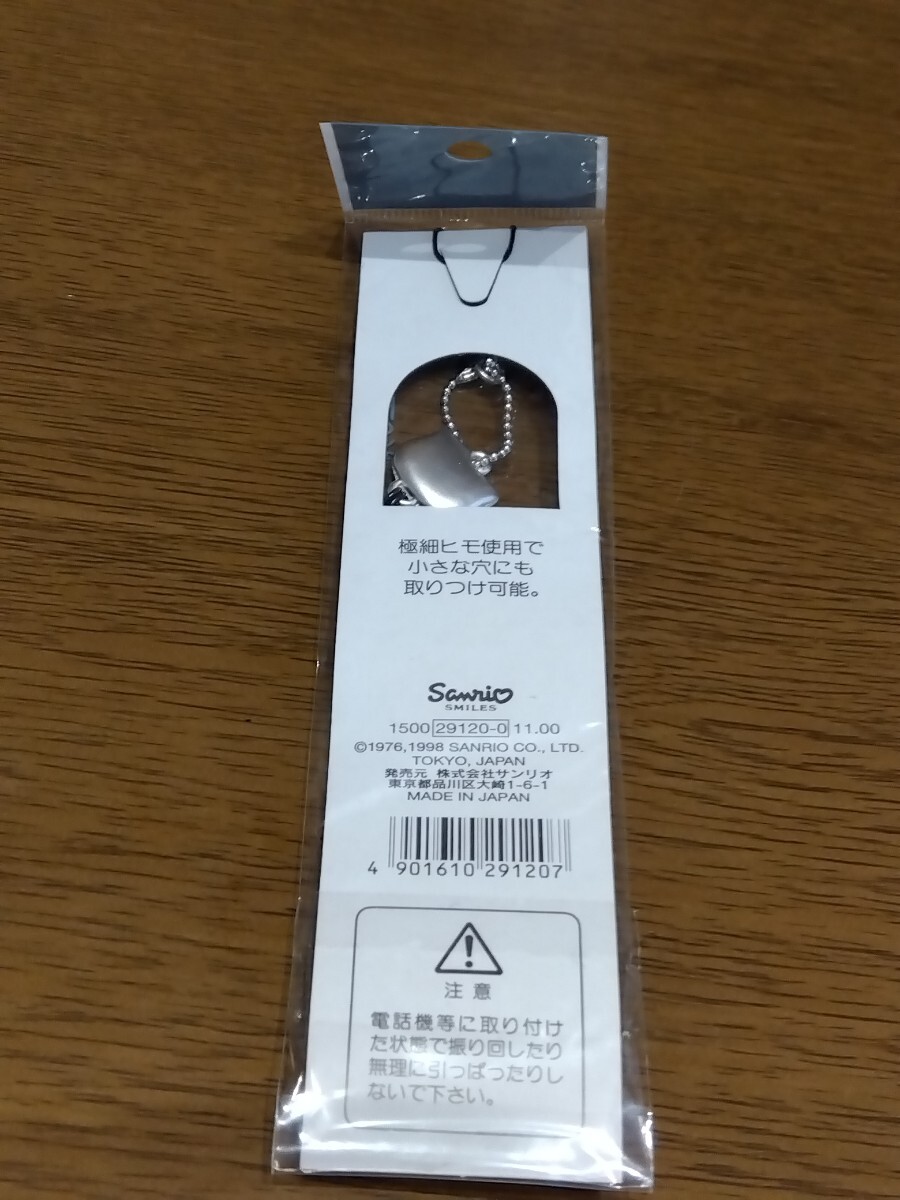 極細ヒモ使用で
小さな穴にも
取りつけ可能。
Sanrio
SMILES
1500 29120-0 11.00
©1976,1998 SANRIO CO., LTD.
TOKYO, JAPAN
発売元 株式会社サンリオ
東京都品川区大崎1-6-1
MADE IN JAPAN
4 901610 291207
注意
電話機等に取り付け
た状態で振り回したり
無理に引っぱったりし
ないで下さい。